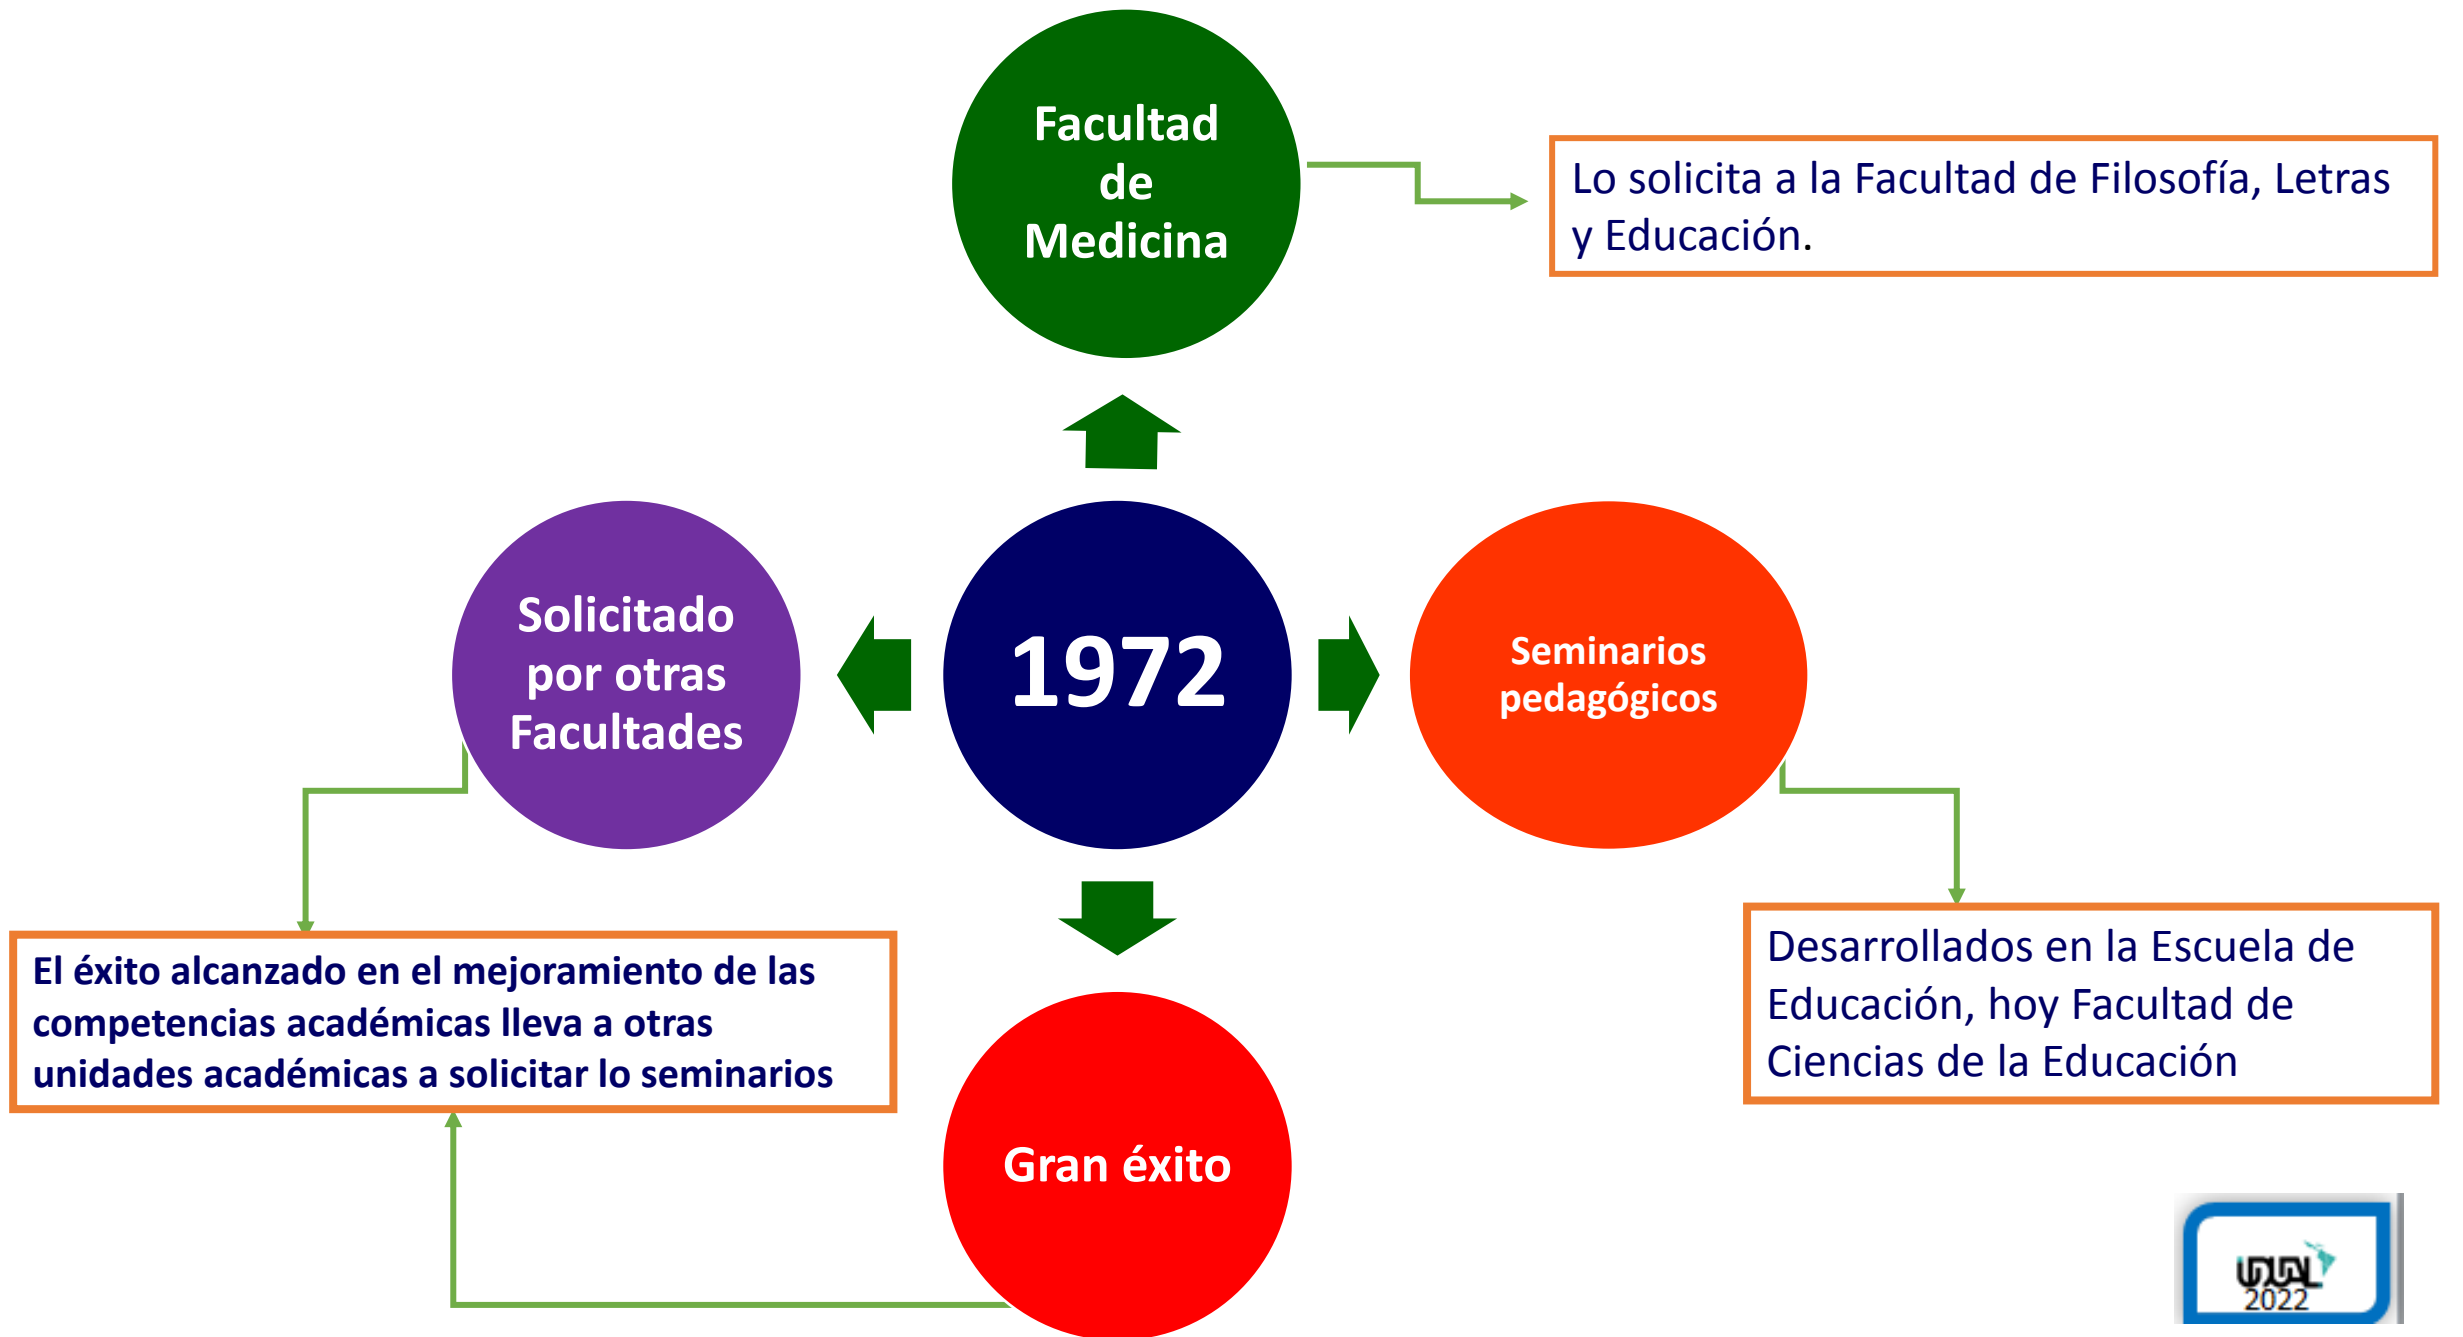 Facultad
de
Medicina
Lo solicita a la Facultad de Filosofía, Letras
y Educación.
Solicitado
por otras
Facultades
1972
Seminarios
pedagógicos
El éxito alcanzado en el mejoramiento de las
competencias académicas lleva a otras
unidades académicas a solicitar lo seminarios
Desarrollados en la Escuela de
Educación, hoy Facultad de
Ciencias de la Educación
Gran éxito
UDUAL
2022